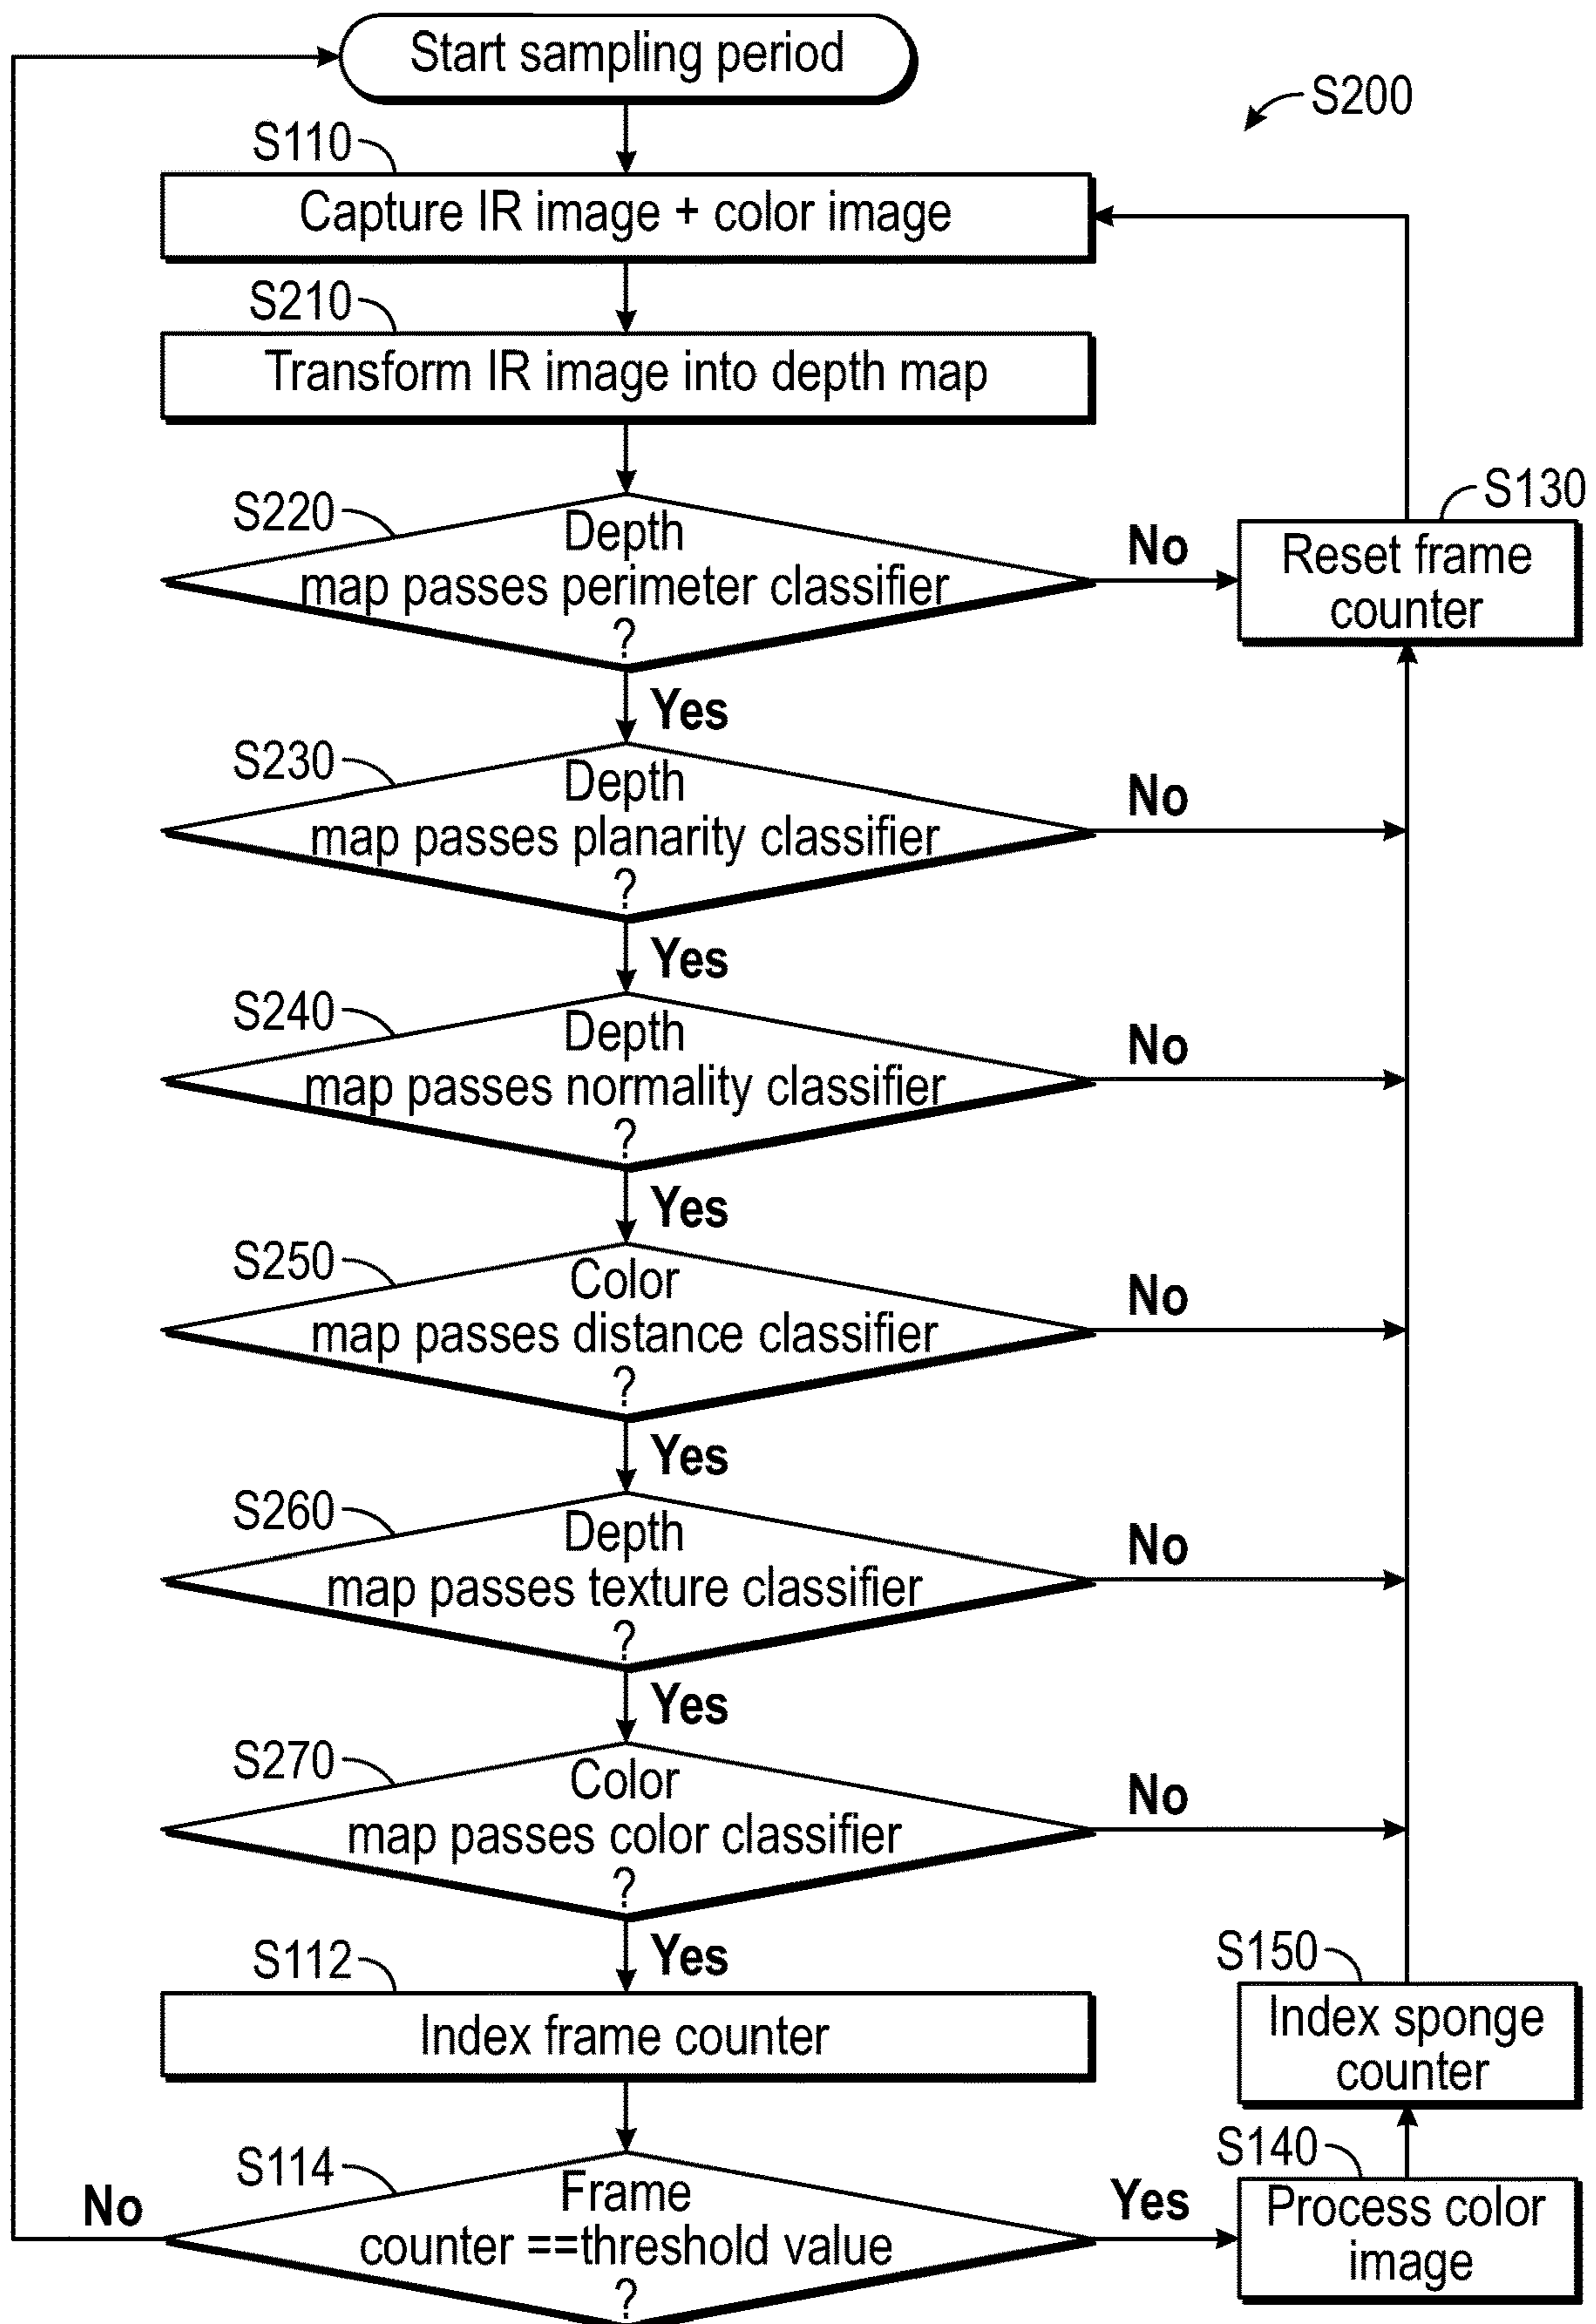 Start sampling period
S200
S110
Capture IR image + color image
S210
Transform IR image into depth map
S220
Depth
map passes perimeter classifier
?
No
S130
Reset frame
counter
Yes
S230
Depth
map passes planarity classifier
?
No
Yes
S240
Depth
map passes normality classifier
?
No
Yes
S250
Color
map passes distance classifier
?
No
Yes
S260
Depth
map passes texture classifier
?
No
Yes
S270
Color
map passes color classifier
?
No
Yes
S112
Index frame counter
S150
Index sponge
counter
S114
Frame
counter ==threshold value
?
No
Yes
S140
Process color
image